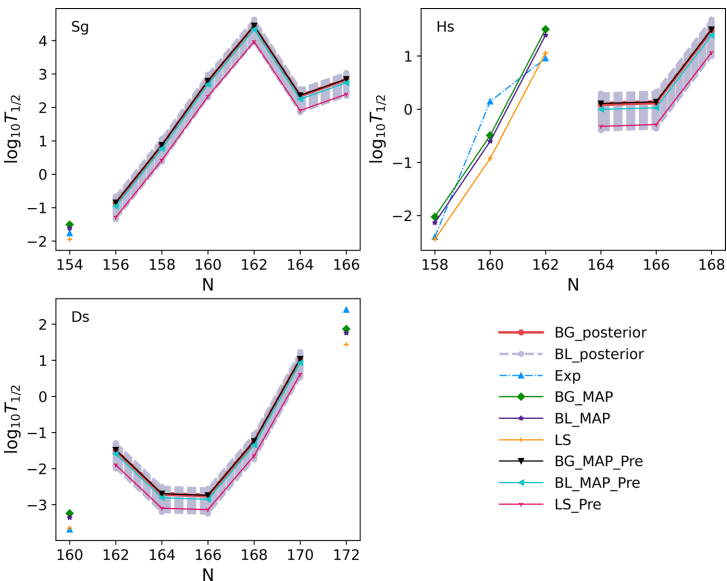 Sg
log₁₀T₁/₂
4
3
2
1
0
−1
−2
154 156 158 160 162 164 166
N
Hs
log₁₀T₁/₂
1
0
−1
−2
158 160 162 164 166 168
N
Ds
log₁₀T₁/₂
2
1
0
−1
−2
−3
160 162 164 166 168 170 172
N
BG_posterior
BL_posterior
Exp
BG_MAP
BL_MAP
LS
BG_MAP_Pre
BL_MAP_Pre
LS_Pre